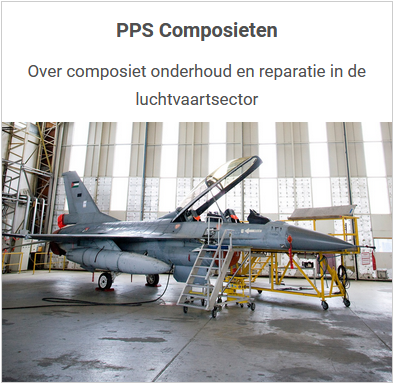 PPS Composieten
Over composiet onderhoud en reparatie in de
luchtvaartsector